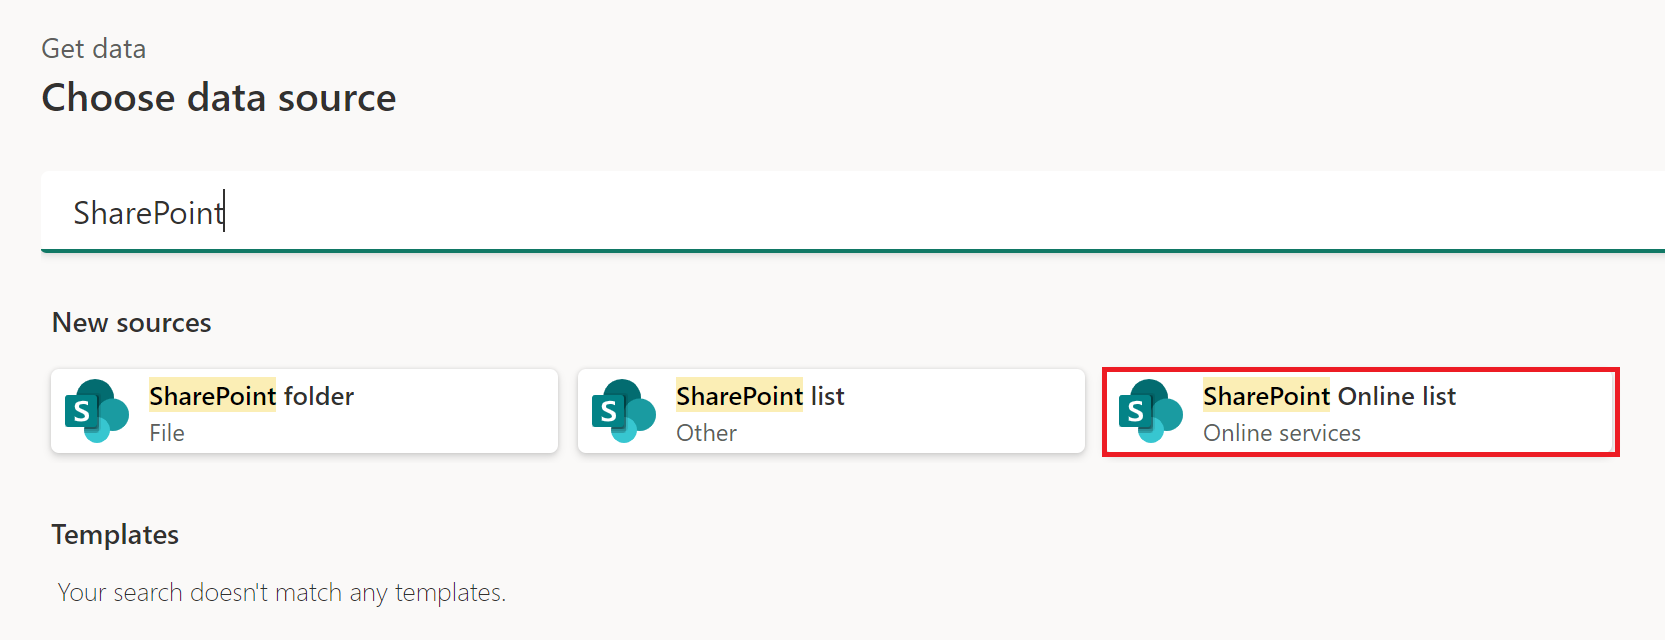 Get data
Choose data source
SharePoint
New sources
S
SharePoint folder
File
S
SharePoint list
Other
S
SharePoint Online list
Online services
Templates
Your search doesn't match any templates.